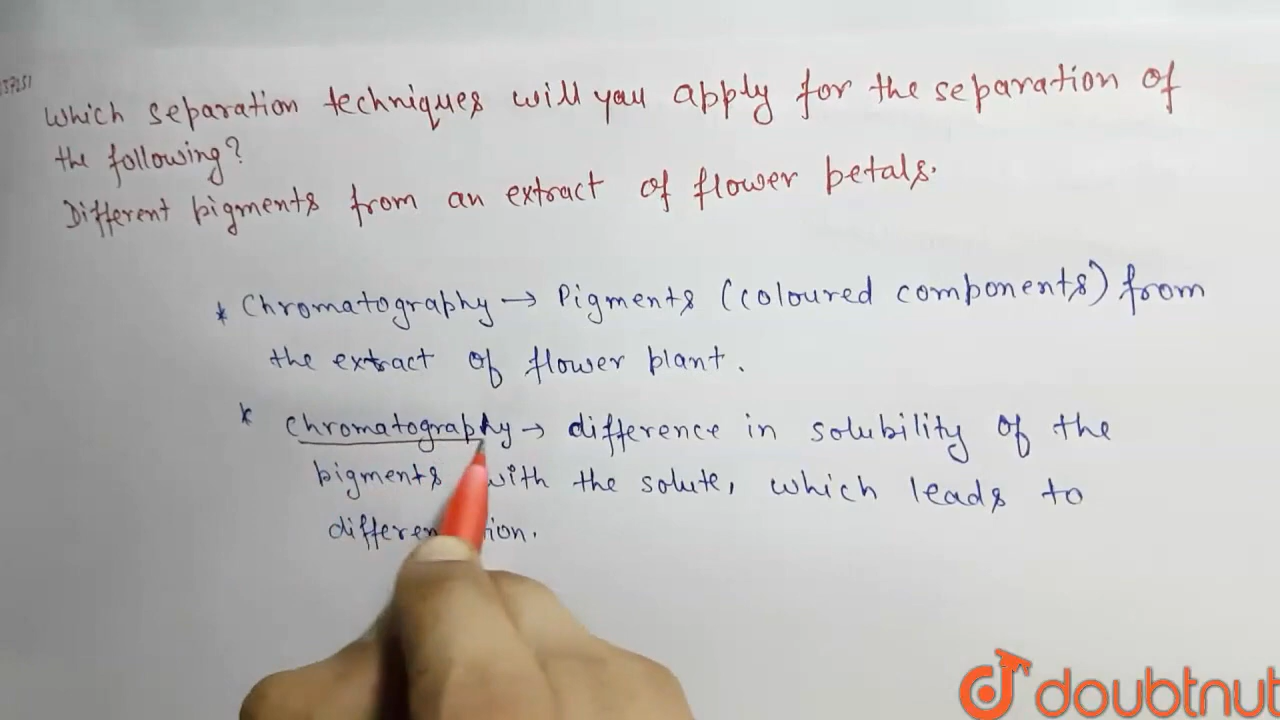 Which separation techniques will you apply for the separation of
the following?
Different pigments from an extract of flower petals.
* Chromatography → Pigments (coloured components) from
the extract of flower plant.
* Chromatography → difference in solubility of the
pigments with the solute, which leads to
doubtnut